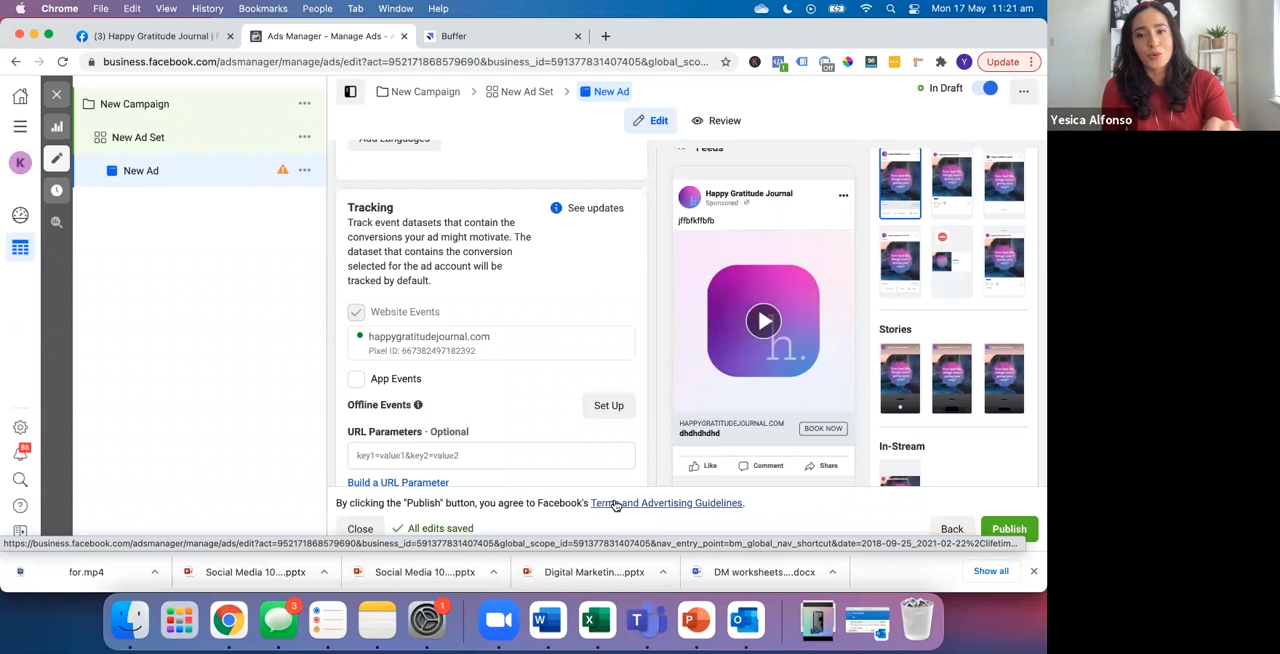 Chrome File Edit View History Bookmarks People Tab Window Help Mon 17 May 11:21 am
(3) Happy Gratitude Journal | F
Ads Manager - Manage Ads - A
Buffer
business.facebook.com/adsmanager/manage/ads/edit?act=952171868579690&business_id=591377831407405&global_sco...
Off
96
Y
Update
Yesica Alfonso
New Campaign
New Ad Set
New Ad
K
86
New Campaign > New Ad Set > New Ad
In Draft
Edit
Review
Add Languages
Tracking
See updates
Track event datasets that contain the
conversions your ad might motivate. The
dataset that contains the conversion
selected for the ad account will be
tracked by default.
Website Events
happygratitudejournal.com
Pixel ID: 667382497182392
App Events
Offline Events
Set Up
URL Parameters · Optional
key1=value1&key2=value2
Build a URL Parameter
Feeds
Happy Gratitude Journal
Sponsored
jffbfkffbfb
h.
HAPPYGRATITUDEJOURNAL.COM
dhdhdhdhd
BOOK NOW
Like
Comment
Share
Stories
In-Stream
By clicking the "Publish" button, you agree to Facebook's Terms and Advertising Guidelines.
Close
All edits saved
Back
Publish
https://business.facebook.com/adsmanager/manage/ads/edit?act=952171868579690&business_id=591377831407405&global_scope_id=591377831407405&nav_entry_point=bm_global_nav_shortcut&date=2018-09-25_2021-02-22%2Clifetim...
for.mp4
Social Media 10....pptx
Social Media 10....pptx
Digital Marketin....pptx
DM worksheets....docx
Show all
3
1